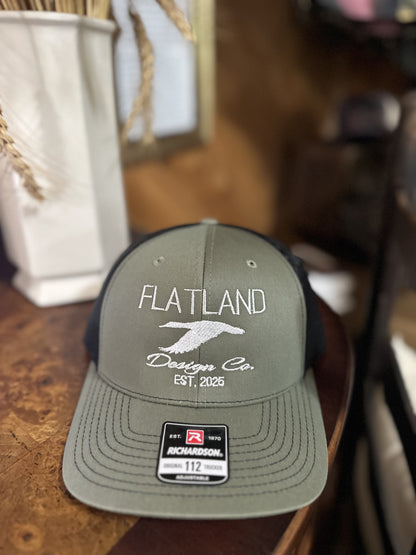 FLATLAND
Design Co.
EST. 2025
EST. R 1970
RICHARDSON®
ORIGINAL 112 TRUCKER
ADJUSTABLE